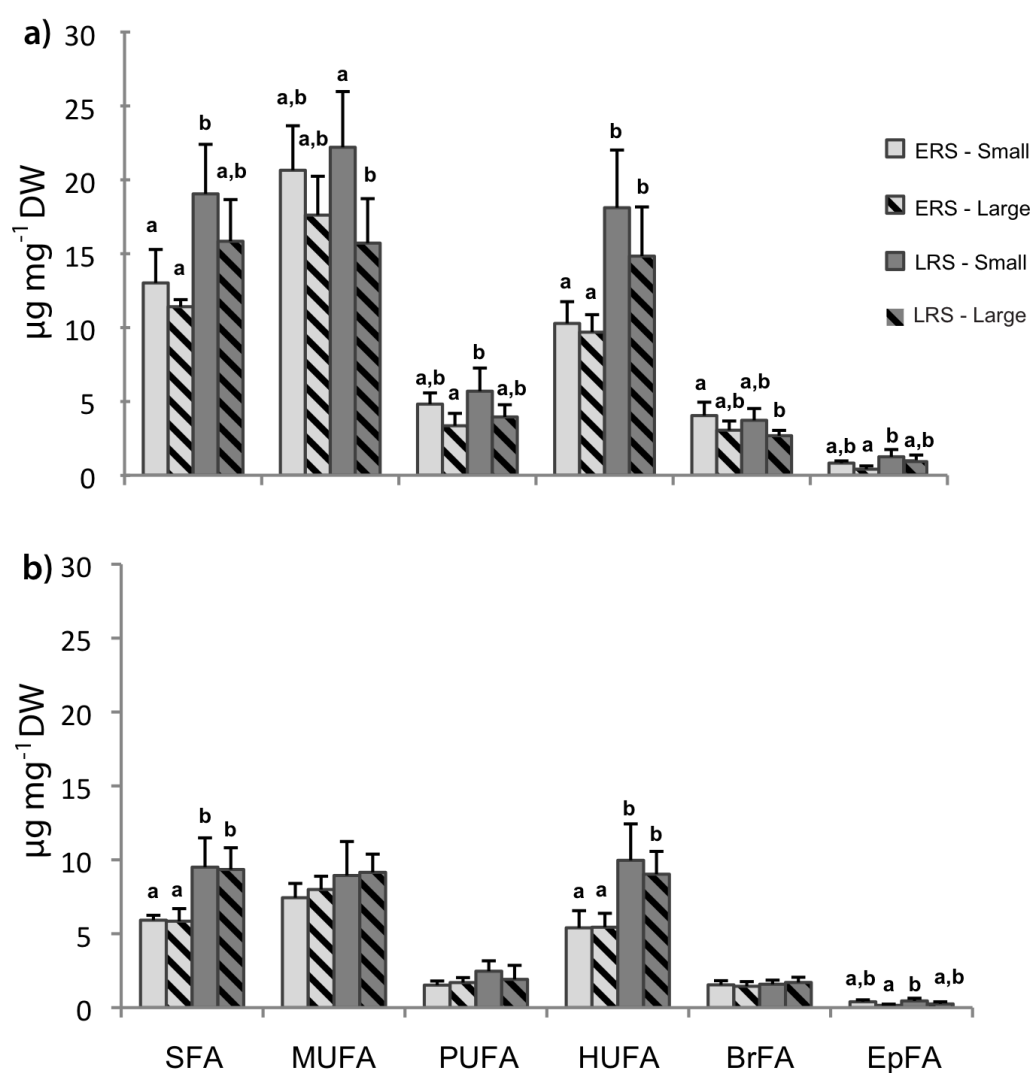 a) 30
25
20
15
10
5
0
µg mg⁻¹ DW
a
a
b
a,b
a,b
a,b
a
b
a,b
a
b
a,b
a
a
b
b
a
a,b
a,b
b
a,b
a
b
a,b
ERS - Small
ERS - Large
LRS - Small
LRS - Large
b) 30
25
20
15
10
5
0
µg mg⁻¹ DW
a
a
b
b
a
a
b
b
a,b
a
b
a,b
SFA MUFA PUFA HUFA BrFA EpFA